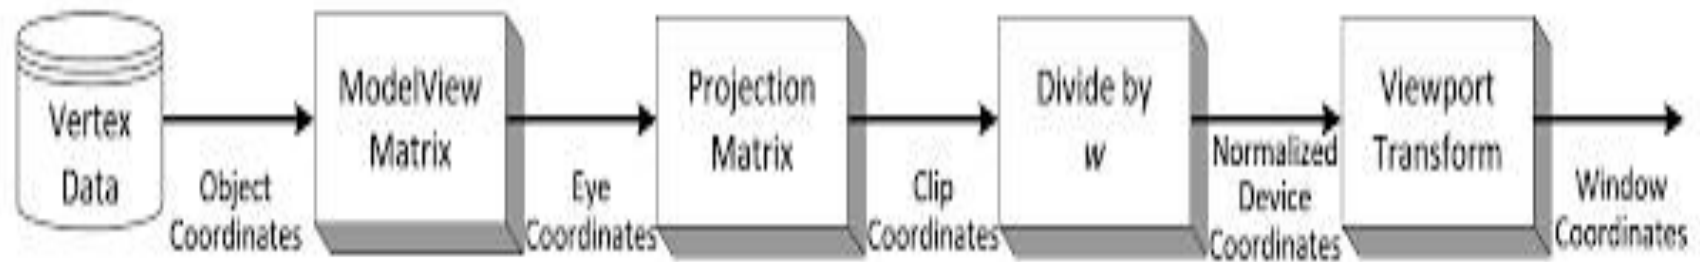 Vertex
Data
Object
Coordinates
ModelView
Matrix
Eye
Coordinates
Projection
Matrix
Clip
Coordinates
Divide by
w
Normalized
Device
Coordinates
Viewport
Transform
Window
Coordinates